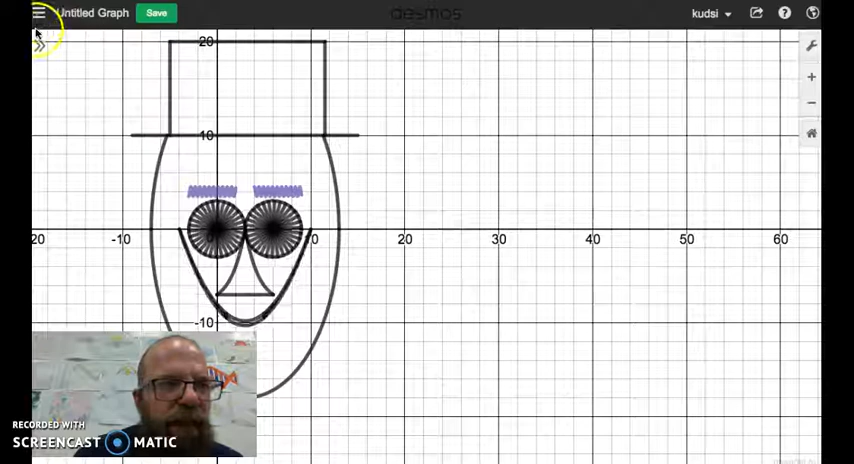 Untitled Graph Save desmos kudsi
20
10
20 -10 0 20 30 40 50 60
-10
RECORDED WITH
SCREENCAST MATIC